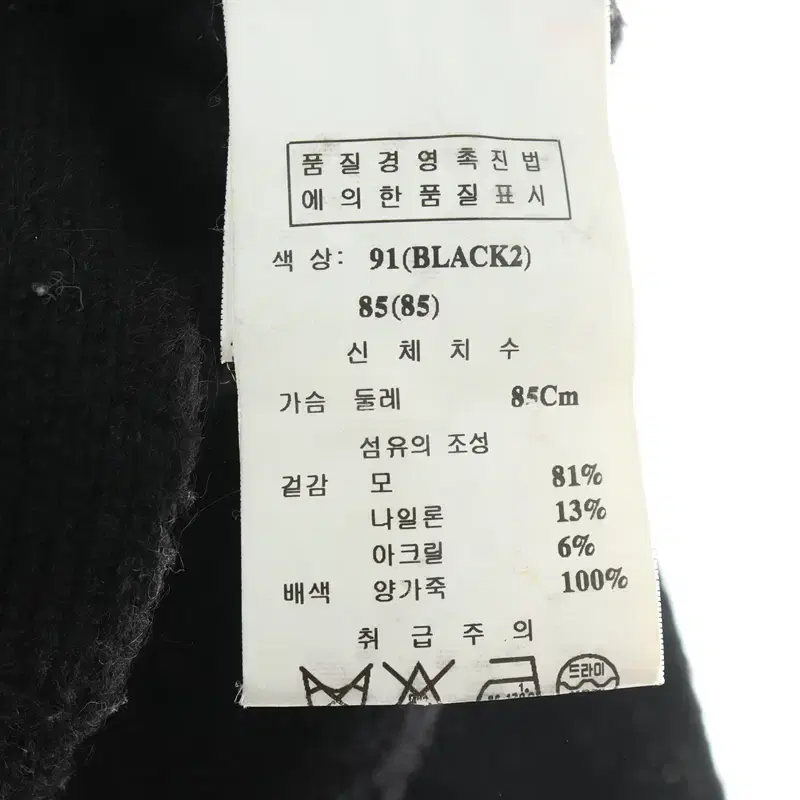 품질경영촉진법
에의한품질표시
색상: 91(BLACK2)
85(85)
신체치수
가슴 둘레 85Cm
섬유의 조성
겉감 모 81%
나일론 13%
아크릴 6%
배색 양가죽 100%
취급주의
드라이